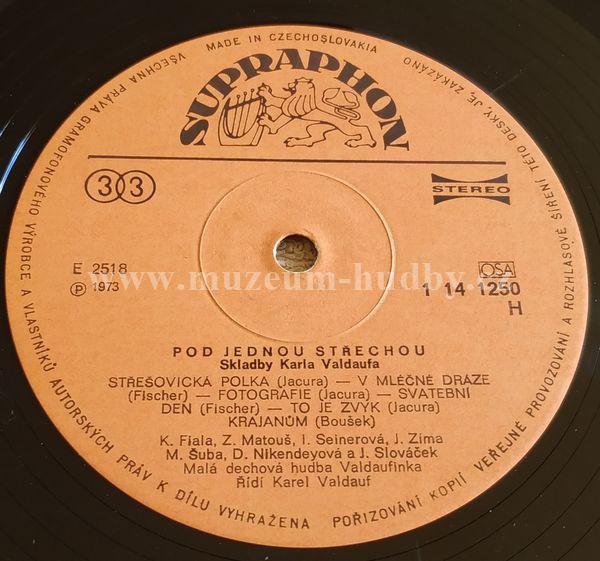 VŠECHNA PRÁVA GRAMOFONOVÉHO VÝROBCE A VLASTNÍKŮ AUTORSKÝCH PRÁV K DÍLU VYHRAŽENA
POŘIZOVÁNÍ KOPIÍ VEŘEJNÉ PROVOZOVÁNÍ A ROZHLASOVÉ ŠÍŘENÍ TÉTO DESKY, JE, ZAKÁZÁNO
MADE IN CZECHOSLOVAKIA
SUPRAPHON
33
STEREO
E 2518
Ⓟ 1973
OSA
1 14 1250
H
www.muzeum-hudby.cz
POD JEDNOU STŘECHOU
Skladby Karla Valdaufa
STŘEŠOVICKÁ POLKA (Jacura) — V MLÉČNÉ DRÁZE
(Fischer) — FOTOGRAFIE (Jacura) — SVATEBNÍ
DEN (Fischer) — TO JE ZVYK (Jacura)
KRAJANŮM (Boušek)
K. Fiala, Z. Matouš, I. Seinerová, J. Zíma
M. Šuba, D. Nikendeyová a J. Slováček
Malá dechová hudba Valdaufinka
Řídí Karel Valdauf